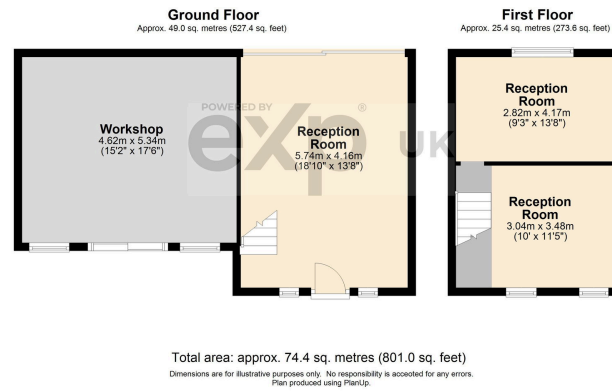 Ground Floor
Approx. 49.0 sq. metres (527.4 sq. feet)
First Floor
Approx. 25.4 sq. metres (273.6 sq. feet)
POWERED BY
exp®
UK
Workshop
4.62m x 5.34m
(15'2" x 17'6")
Reception
Room
5.74m x 4.16m
(18'10" x 13'8")
Reception
Room
2.82m x 4.17m
(9'3" x 13'8")
Reception
Room
3.04m x 3.48m
(10' x 11'5")
Total area: approx. 74.4 sq. metres (801.0 sq. feet)
Dimensions are for illustrative purposes only. No responsibility is acceoted for any errors.
Plan produced using PlanUp.